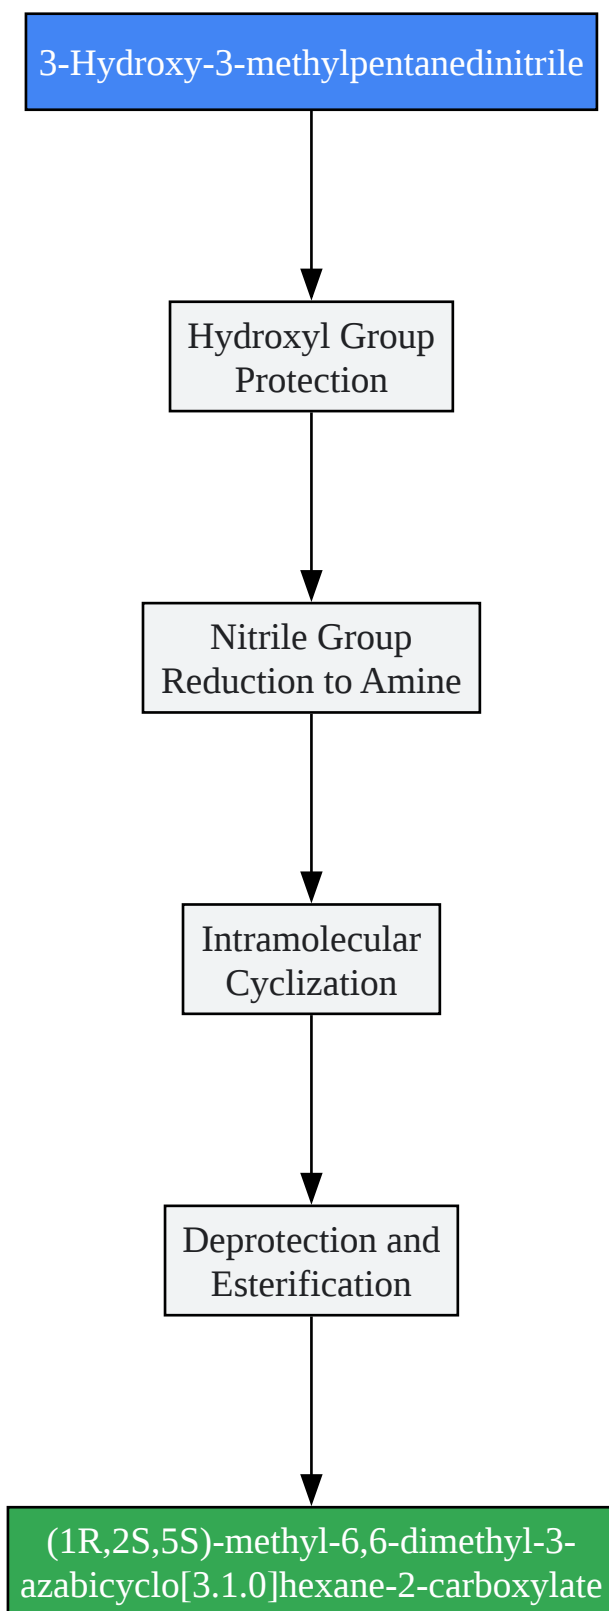 3-Hydroxy-3-methylpentanedinitrile
Hydroxyl Group
Protection
Nitrile Group
Reduction to Amine
Intramolecular
Cyclization
Deprotection and
Esterification
(1R,2S,5S)-methyl-6,6-dimethyl-3-
azabicyclo[3.1.0]hexane-2-carboxylate